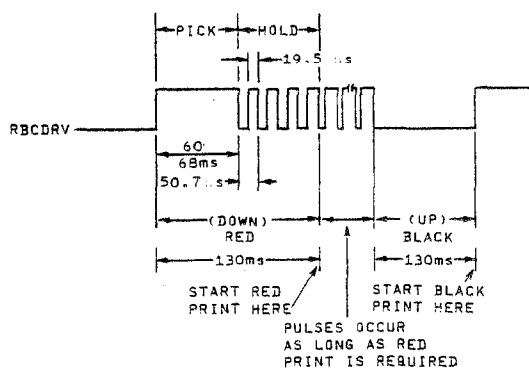 PICK HOLD
19.5 ms
RBCDRV
60
68ms
50.7
(DOWN) (UP)
RED BLACK
130ms 130ms
START RED START BLACK
PRINT HERE PRINT HERE
PULSES OCCUR
AS LONG AS RED
PRINT IS REQUIRED